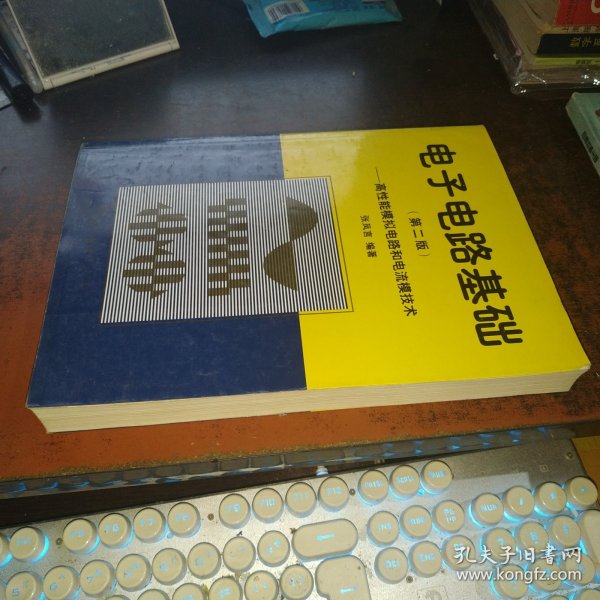 电子电路基础
（第二版）
——高性能模拟电路和电流模技术
张凤言 编著
孔夫子旧书网
www.kongfz.com